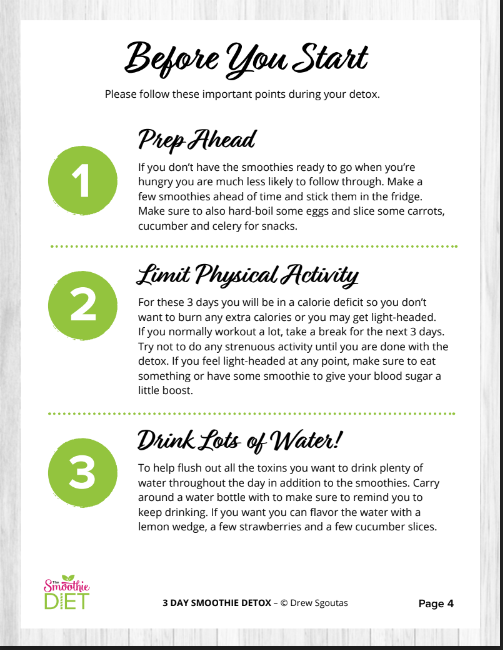 Before You Start
Please follow these important points during your detox.
Prep Ahead
1
If you don't have the smoothies ready to go when you're
hungry you are much less likely to follow through. Make a
few smoothies ahead of time and stick them in the fridge.
Make sure to also hard-boil some eggs and slice some carrots,
cucumber and celery for snacks.
Limit Physical Activity
2
For these 3 days you will be in a calorie deficit so you don't
want to burn any extra calories or you may get light-headed.
If you normally workout a lot, take a break for the next 3 days.
Try not to do any strenuous activity until you are done with the
detox. If you feel light-headed at any point, make sure to eat
something or have some smoothie to give your blood sugar a
little boost.
Drink Lots of Water!
3
To help flush out all the toxins you want to drink plenty of
water throughout the day in addition to the smoothies. Carry
around a water bottle with to make sure to remind you to
keep drinking. If you want you can flavor the water with a
lemon wedge, a few strawberries and a few cucumber slices.
The
Smoothie
DIET
3 DAY SMOOTHIE DETOX – © Drew Sgoutas
Page 4